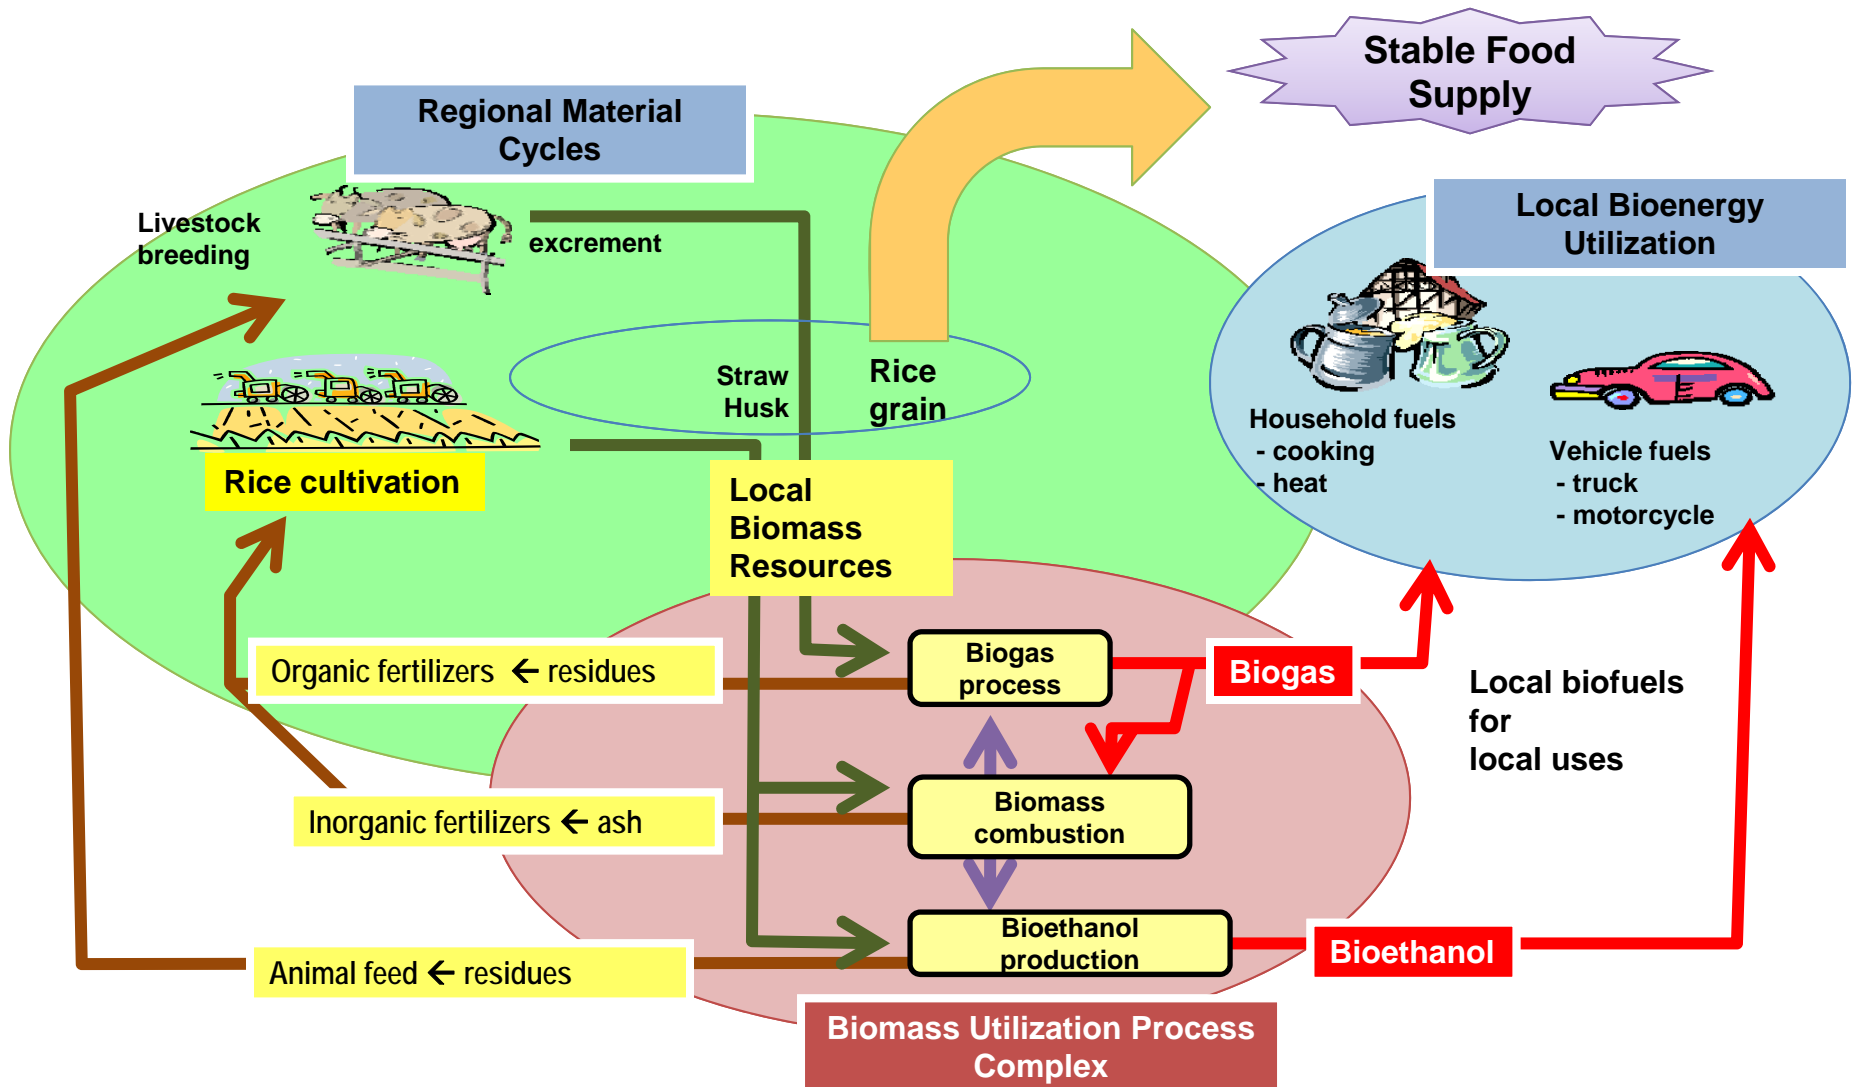 Stable Food
Supply
Regional Material
Cycles
Local Bioenergy
Utilization
Livestock
breeding
excrement
Straw
Husk
Rice
grain
Rice cultivation
Local
Biomass
Resources
Household fuels
- cooking
- heat
Vehicle fuels
- truck
- motorcycle
Organic fertilizers ← residues
Biogas
process
Biogas
Local biofuels
for
local uses
Inorganic fertilizers ← ash
Biomass
combustion
Animal feed ← residues
Bioethanol
production
Bioethanol
Biomass Utilization Process
Complex